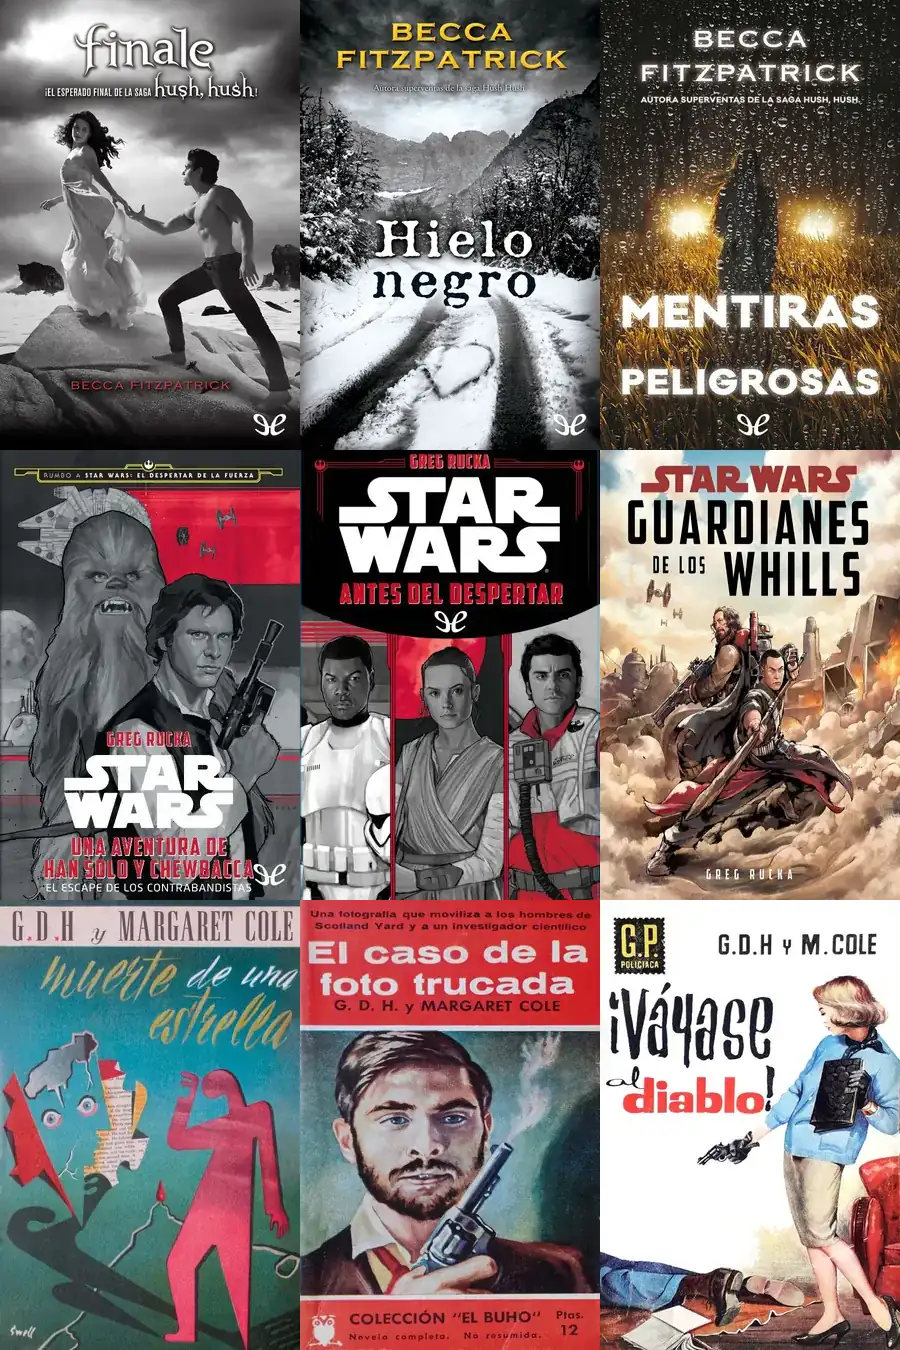 finale
¡EL ESPERADO FINAL DE LA SAGA hush, hush!
BECCA FITZPATRICK
BECCA
FITZPATRICK
Autora superventas de la saga Hush Hush
Hielo
negro
BECCA
FITZPATRICK
AUTORA SUPERVENTAS DE LA SAGA HUSH, HUSH.
MENTIRAS
PELIGROSAS
RUMBO A STAR WARS: EL DESPERTAR DE LA FUERZA
GREG RUCKA
STAR
WARS
UNA AVENTURA DE
HAN SOLO Y CHEWBACCA
EL ESCAPE DE LOS CONTRABANDISTAS
GREG RUCKA
STAR
WARS
ANTES DEL DESPERTAR
STAR WARS
GUARDIANES
DE LOS WHILLS
GREG RUCKA
G.D.H y MARGARET COLE
muerte de una
estrella
Swell
Una fotografía que moviliza a los hombres de
Scotland Yard y a un investigador científico
El caso de la
foto trucada
G. D. H. y MARGARET COLE
COLECCIÓN "EL BUHO"
Novela completa. No resumida.
Ptas.
12
G.P.
POLICIACA
G.D.H Y M. COLE
¡Váyase
al
diablo!